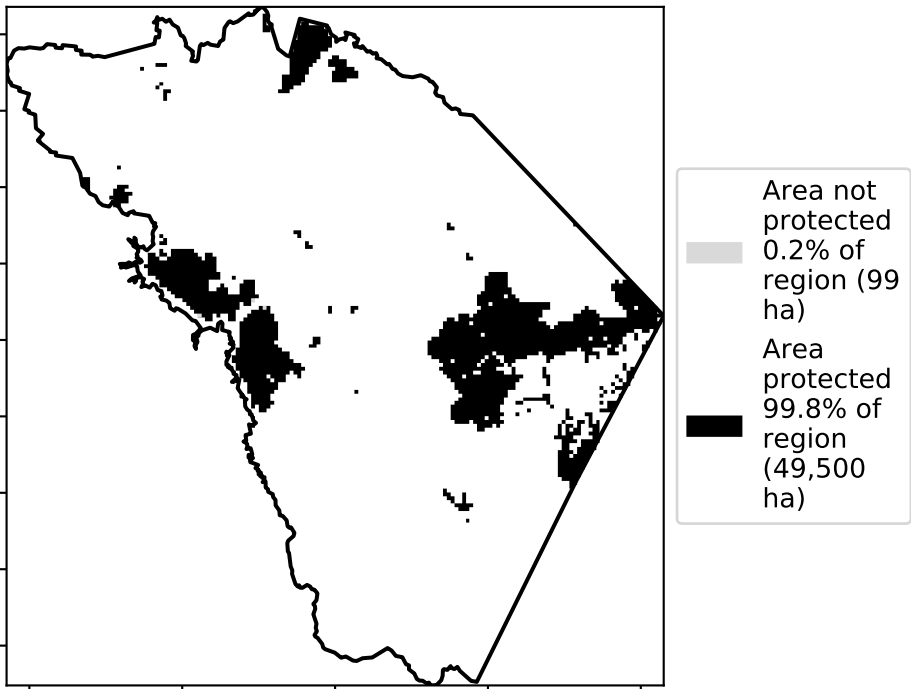 Area not
protected
0.2% of
region (99
ha)
Area
protected
99.8% of
region
(49,500
ha)